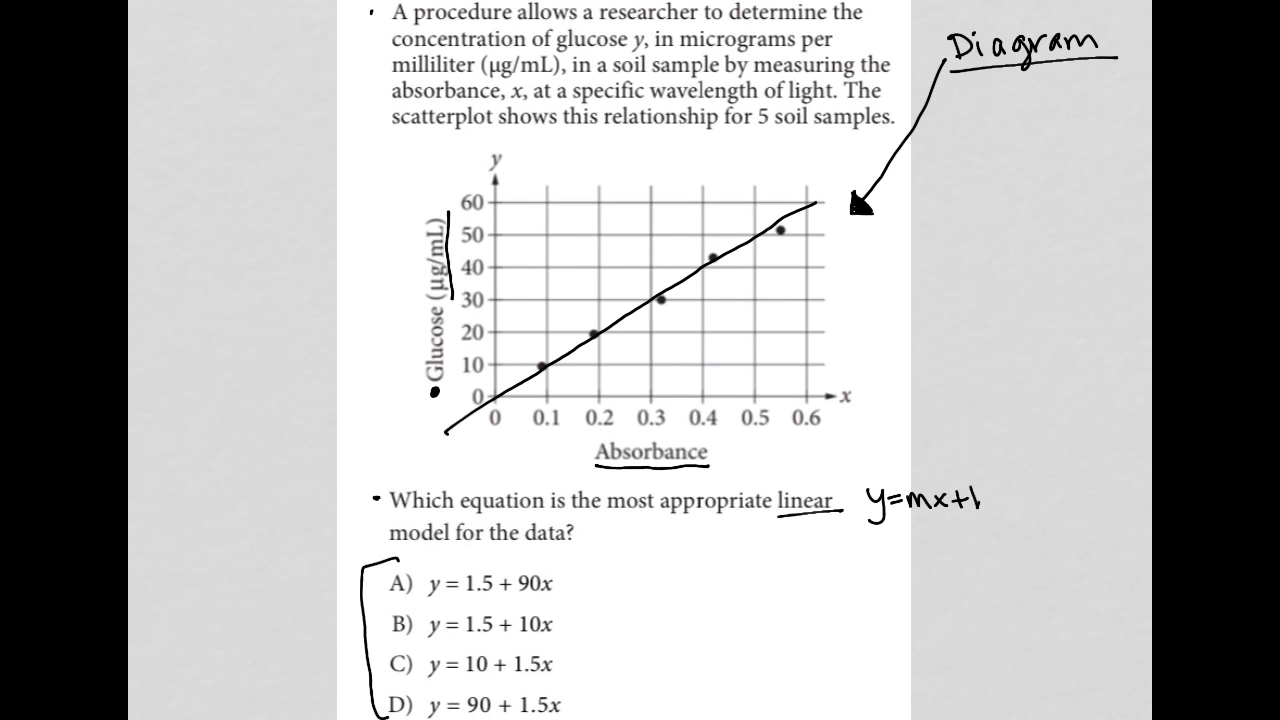 A procedure allows a researcher to determine the
Diagram
concentration of glucose y, in micrograms per
milliliter (μg/mL), in a soil sample by measuring the
absorbance, x, at a specific wavelength of light. The
scatterplot shows this relationship for 5 soil samples.
y
60
50
40
30
20
10
0
Glucose (μg/mL)
x
0 0.1 0.2 0.3 0.4 0.5 0.6
Absorbance
Which equation is the most appropriate linear
y=mx+
model for the data?
A) y = 1.5 + 90x
B) y = 1.5 + 10x
C) y = 10 + 1.5x
D) y = 90 + 1.5x